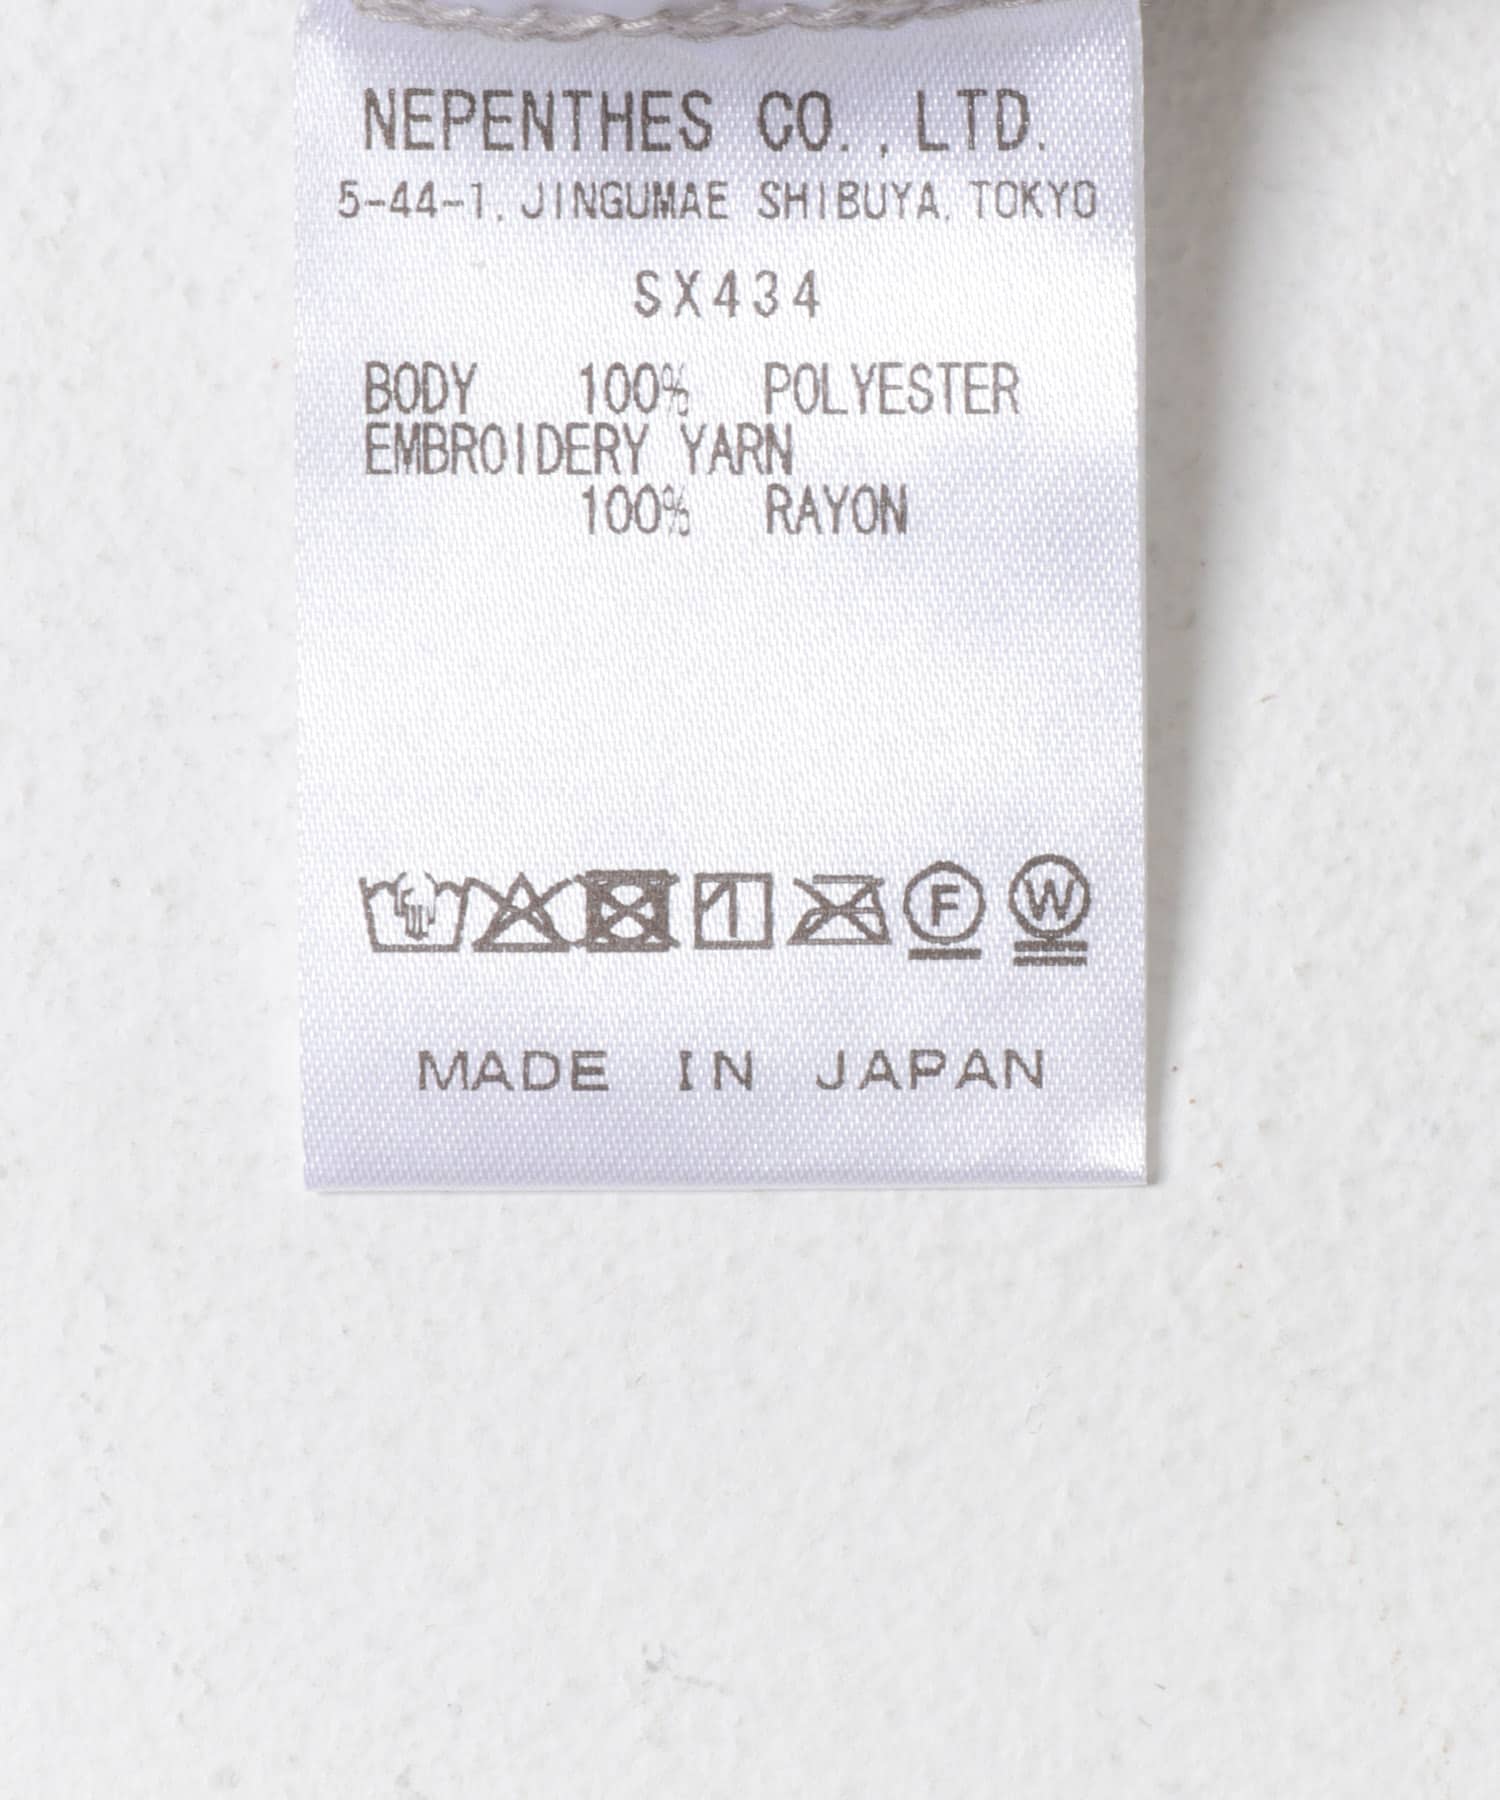 NEPENTHES CO.,LTD.
5-44-1,JINGUMAE SHIBUYA,TOKYO
SX434
BODY 100% POLYESTER
EMBROIDERY YARN
100% RAYON
F W
MADE IN JAPAN